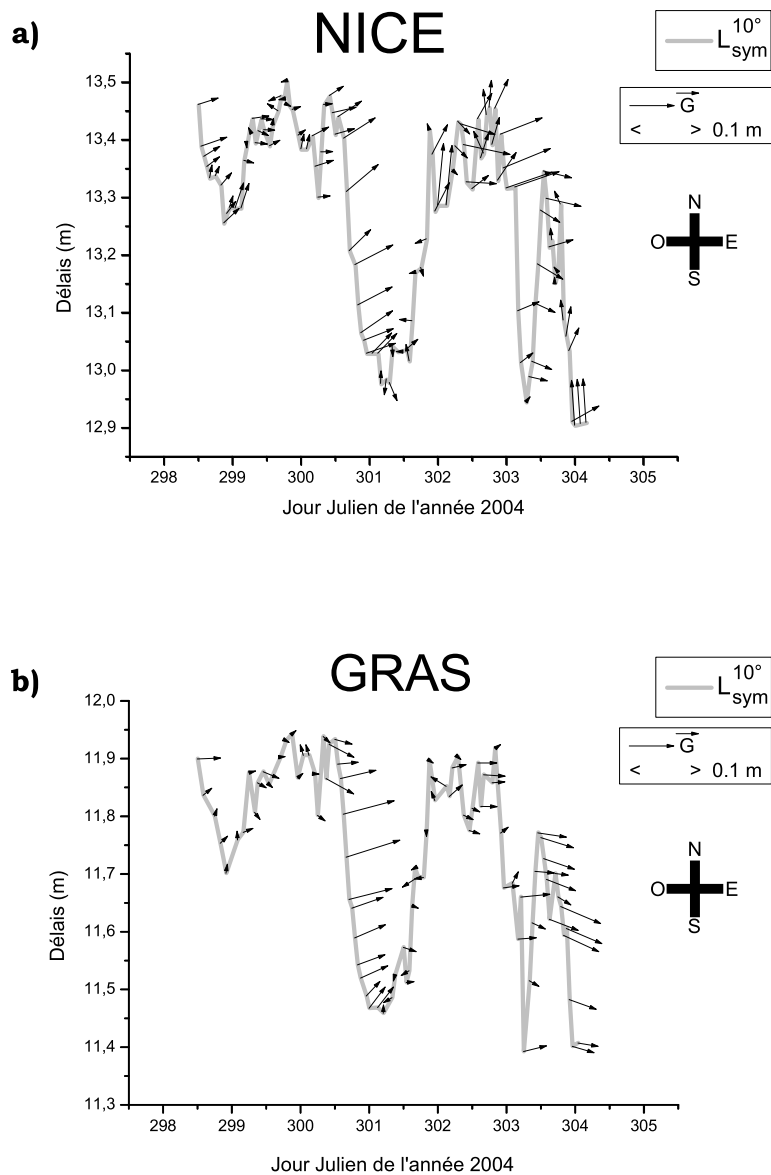 a)
NICE
L 10° sym
G
< > 0.1 m
N
O E
S
Délais (m)
13,5
13,4
13,3
13,2
13,1
13,0
12,9
298 299 300 301 302 303 304 305
Jour Julien de l'année 2004
b)
GRAS
L 10° sym
G
< > 0.1 m
N
O E
S
Délais (m)
12,0
11,9
11,8
11,7
11,6
11,5
11,4
11,3
298 299 300 301 302 303 304 305
Jour Julien de l'année 2004